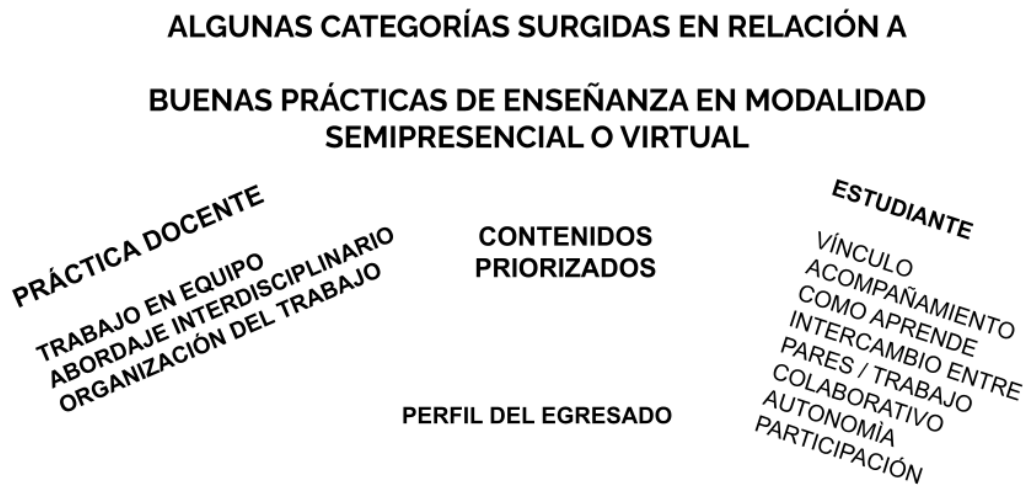 ALGUNAS CATEGORÍAS SURGIDAS EN RELACIÓN A
BUENAS PRÁCTICAS DE ENSEÑANZA EN MODALIDAD
SEMIPRESENCIAL O VIRTUAL
PRÁCTICA DOCENTE
TRABAJO EN EQUIPO
ABORDAJE INTERDISCIPLINARIO
ORGANIZACIÓN DEL TRABAJO
CONTENIDOS
PRIORIZADOS
PERFIL DEL EGRESADO
ESTUDIANTE
VÍNCULO
ACOMPAÑAMIENTO
COMO APRENDE
INTERCAMBIO ENTRE
PARES / TRABAJO
COLABORATIVO
AUTONOMÌA
PARTICIPACIÓN